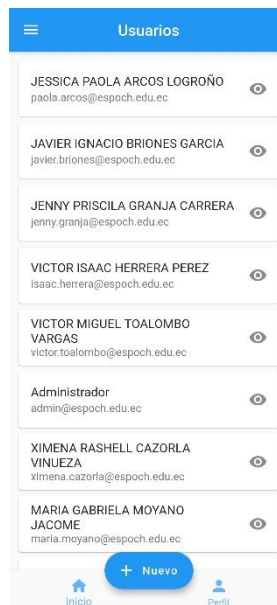 Usuarios
JESSICA PAOLA ARCOS LOGROÑO
paola.arcos@espoch.edu.ec
JAVIER IGNACIO BRIONES GARCIA
javier.briones@espoch.edu.ec
JENNY PRISCILA GRANJA CARRERA
jenny.granja@espoch.edu.ec
VICTOR ISAAC HERRERA PEREZ
isaac.herrera@espoch.edu.ec
VICTOR MIGUEL TOALOMBO
VARGAS
victor.toalombo@espoch.edu.ec
Administrador
admin@espoch.edu.ec
XIMENA RASHELL CAZORLA
VINUEZA
ximena.cazorla@espoch.edu.ec
MARIA GABRIELA MOYANO
JACOME
maria.moyano@espoch.edu.ec
+ Nuevo
Inicio
Perfil